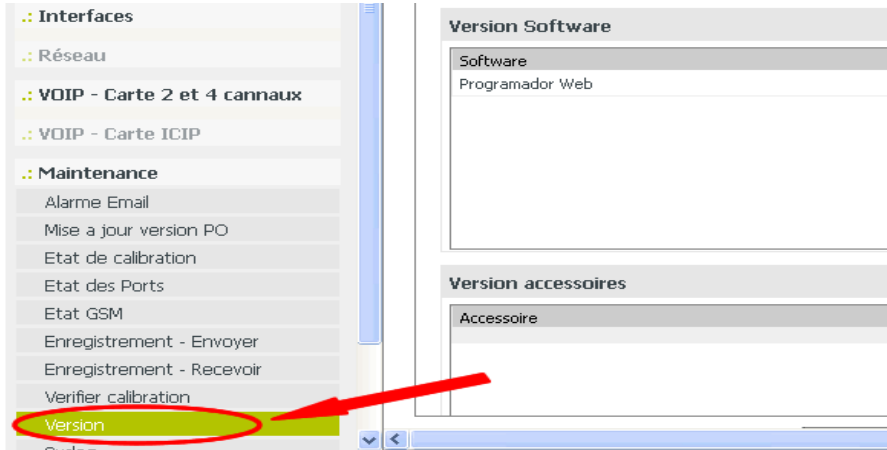 .: Interfaces
.: Réseau
.: VOIP - Carte 2 et 4 cannaux
.: VOIP - Carte ICIP
.: Maintenance
Alarme Email
Mise a jour version PO
Etat de calibration
Etat des Ports
Etat GSM
Enregistrement - Envoyer
Enregistrement - Recevoir
Verifier calibration
Version
Version Software
Software
Programador Web
Version accessoires
Accessoire